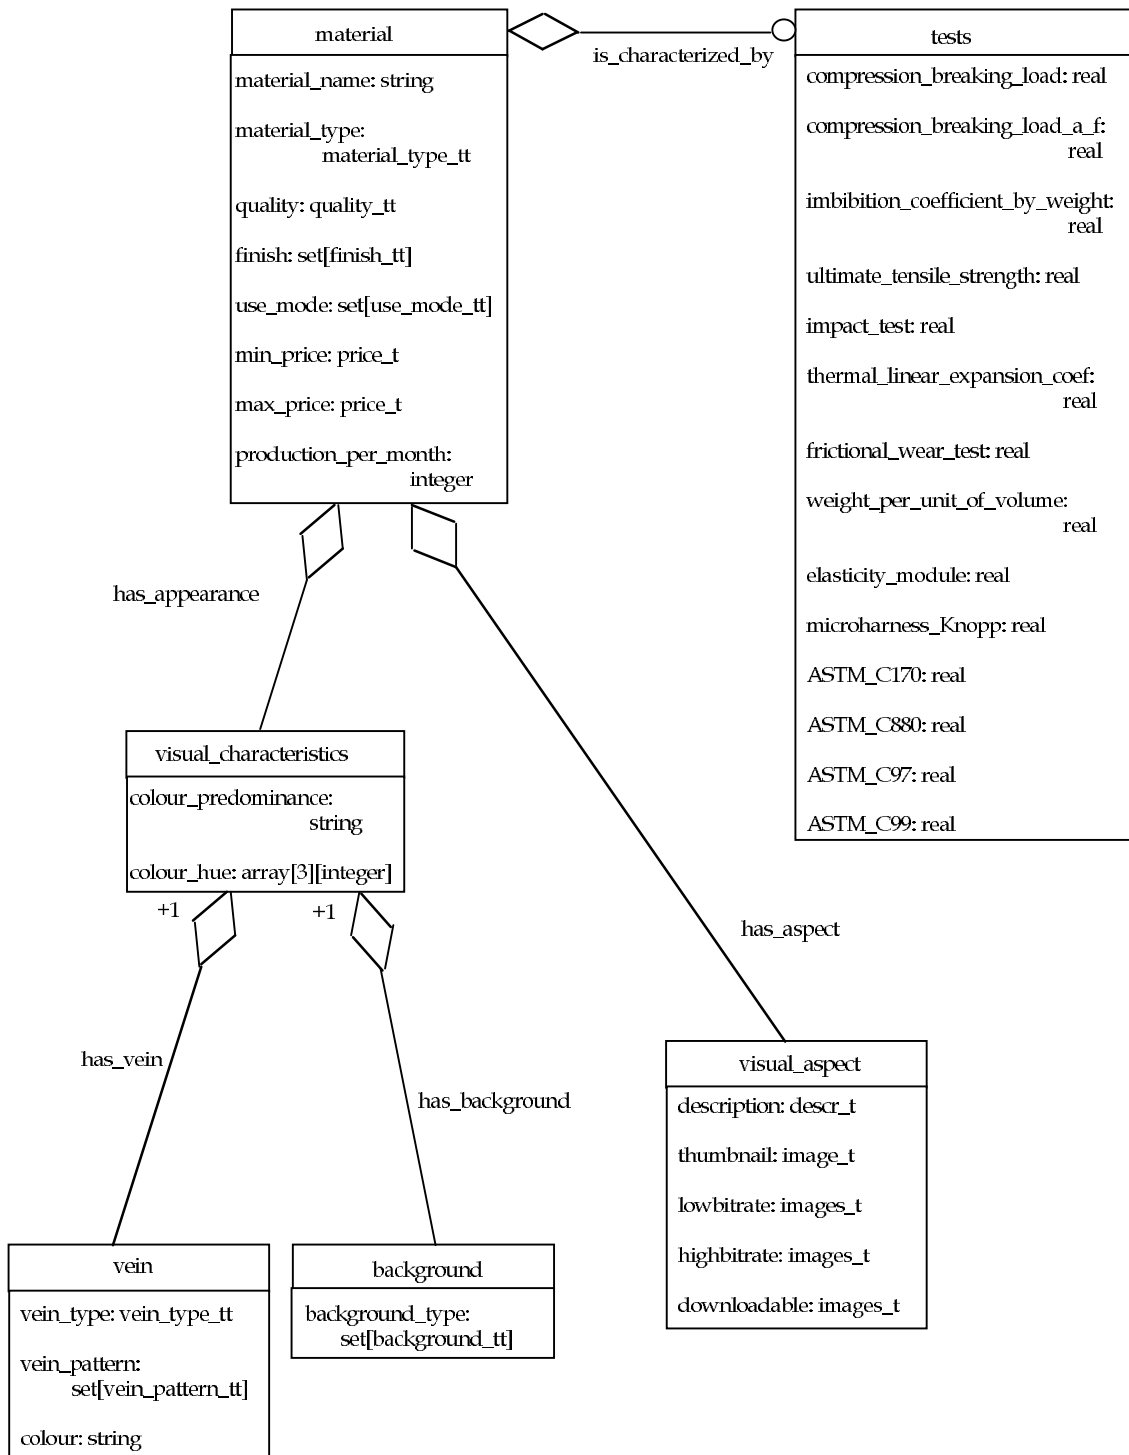 material
material_name: string
material_type:
material_type_tt
quality: quality_tt
finish: set[finish_tt]
use_mode: set[use_mode_tt]
min_price: price_t
max_price: price_t
production_per_month:
integer
is_characterized_by
tests
compression_breaking_load: real
compression_breaking_load_a_f:
real
imbibition_coefficient_by_weight:
real
ultimate_tensile_strength: real
impact_test: real
thermal_linear_expansion_coef:
real
frictional_wear_test: real
weight_per_unit_of_volume:
real
elasticity_module: real
microharness_Knopp: real
ASTM_C170: real
ASTM_C880: real
ASTM_C97: real
ASTM_C99: real
has_appearance
visual_characteristics
colour_predominance:
string
colour_hue: array[3][integer]
+1
+1
has_aspect
has_vein
has_background
visual_aspect
description: descr_t
thumbnail: image_t
lowbitrate: images_t
highbitrate: images_t
downloadable: images_t
vein
vein_type: vein_type_tt
vein_pattern:
set[vein_pattern_tt]
colour: string
background
background_type:
set[background_tt]